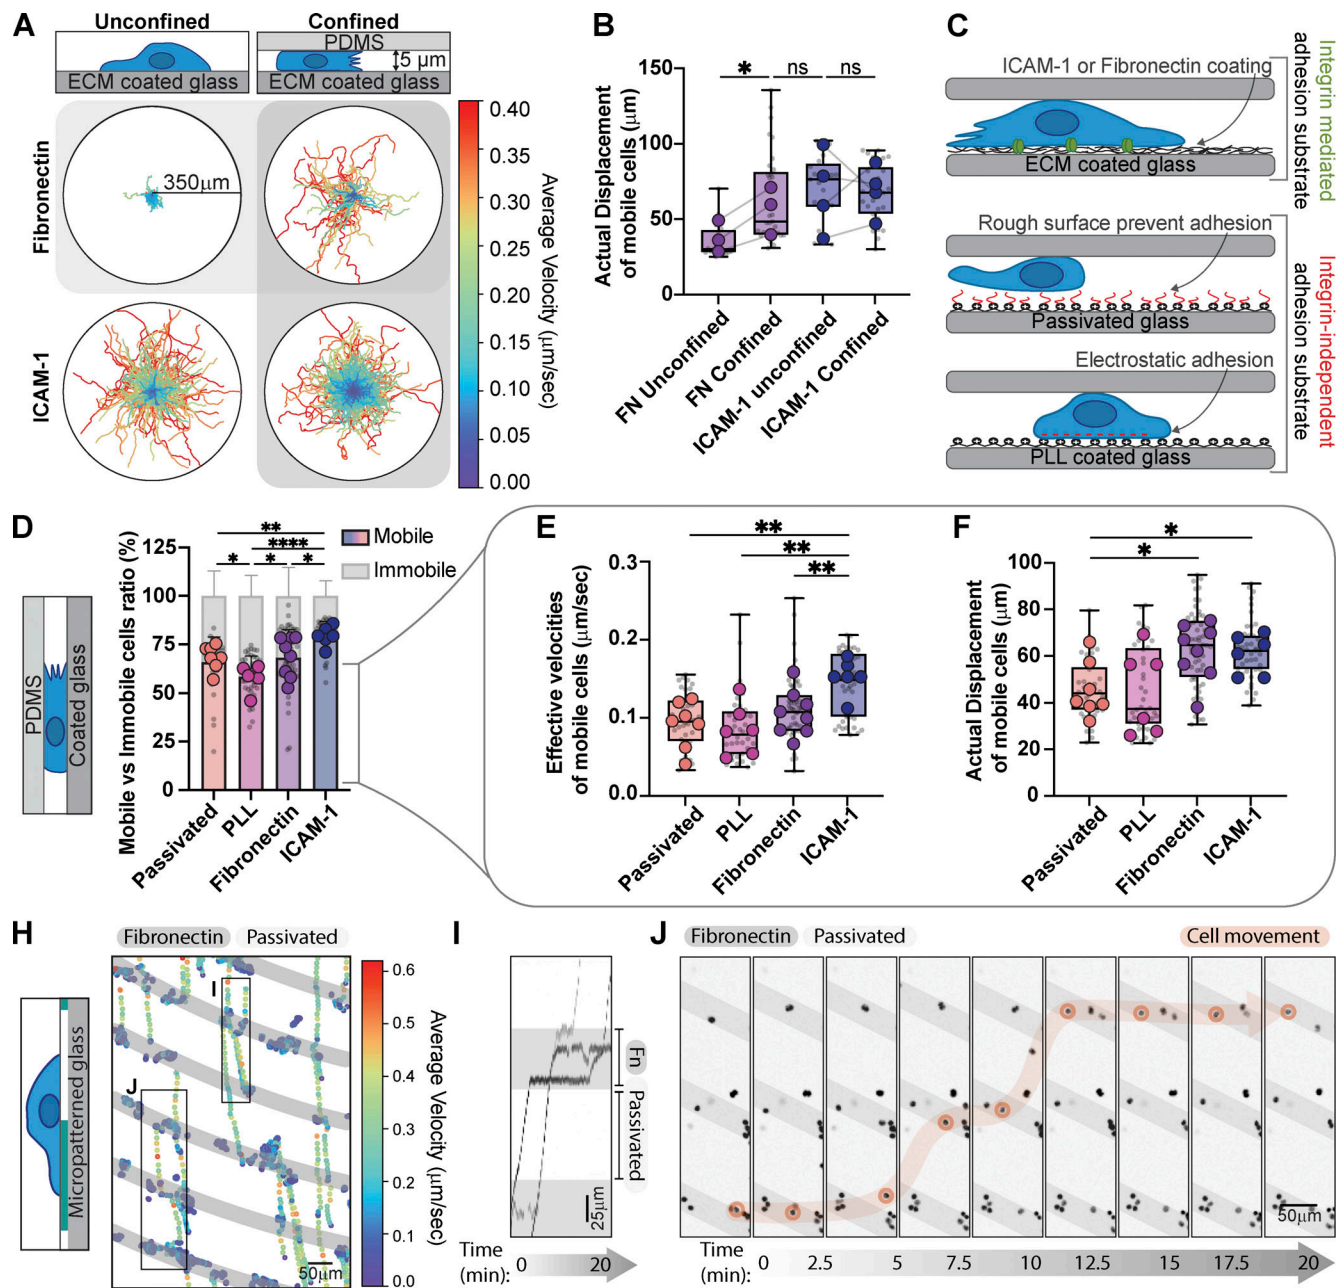 A
Unconfined
Confined
PDMS
5 μm
ECM coated glass
ECM coated glass
Fibronectin
350μm
ICAM-1
0.40
0.35
0.30
0.25
0.20
0.15
0.10
0.05
0.00
Average Velocity (μm/sec)
B
Actual Displacement
of mobile cells (μm)
150
100
50
0
*
ns
ns
FN Unconfined
FN Confined
ICAM-1 unconfined
ICAM-1 Confined
C
ICAM-1 or Fibronectin coating
ECM coated glass
Integrin mediated
adhesion substrate
Rough surface prevent adhesion
Passivated glass
Electrostatic adhesion
PLL coated glass
Integrin-independent
adhesion substrate
D
PDMS
Coated glass
Mobile vs Immobile cells ratio (%)
125
100
75
50
25
0
**
****
*
*
*
Mobile
Immobile
Passivated
PLL
Fibronectin
ICAM-1
E
Effective velocities
of mobile cells (μm/sec)
0.3
0.2
0.1
0.0
**
**
**
Passivated
PLL
Fibronectin
ICAM-1
F
Actual Displacement
of mobile cells (μm)
100
80
60
40
20
0
*
*
Passivated
PLL
Fibronectin
ICAM-1
H
Micropatterned glass
Fibronectin
Passivated
I
J
50μm
0.6
0.5
0.4
0.3
0.2
0.1
0.0
Average Velocity (μm/sec)
I
Fn
Passivated
25μm
Time
(min):
0
20
J
Fibronectin
Passivated
Cell movement
50μm
Time
(min):
0
2.5
5
7.5
10
12.5
15
17.5
20